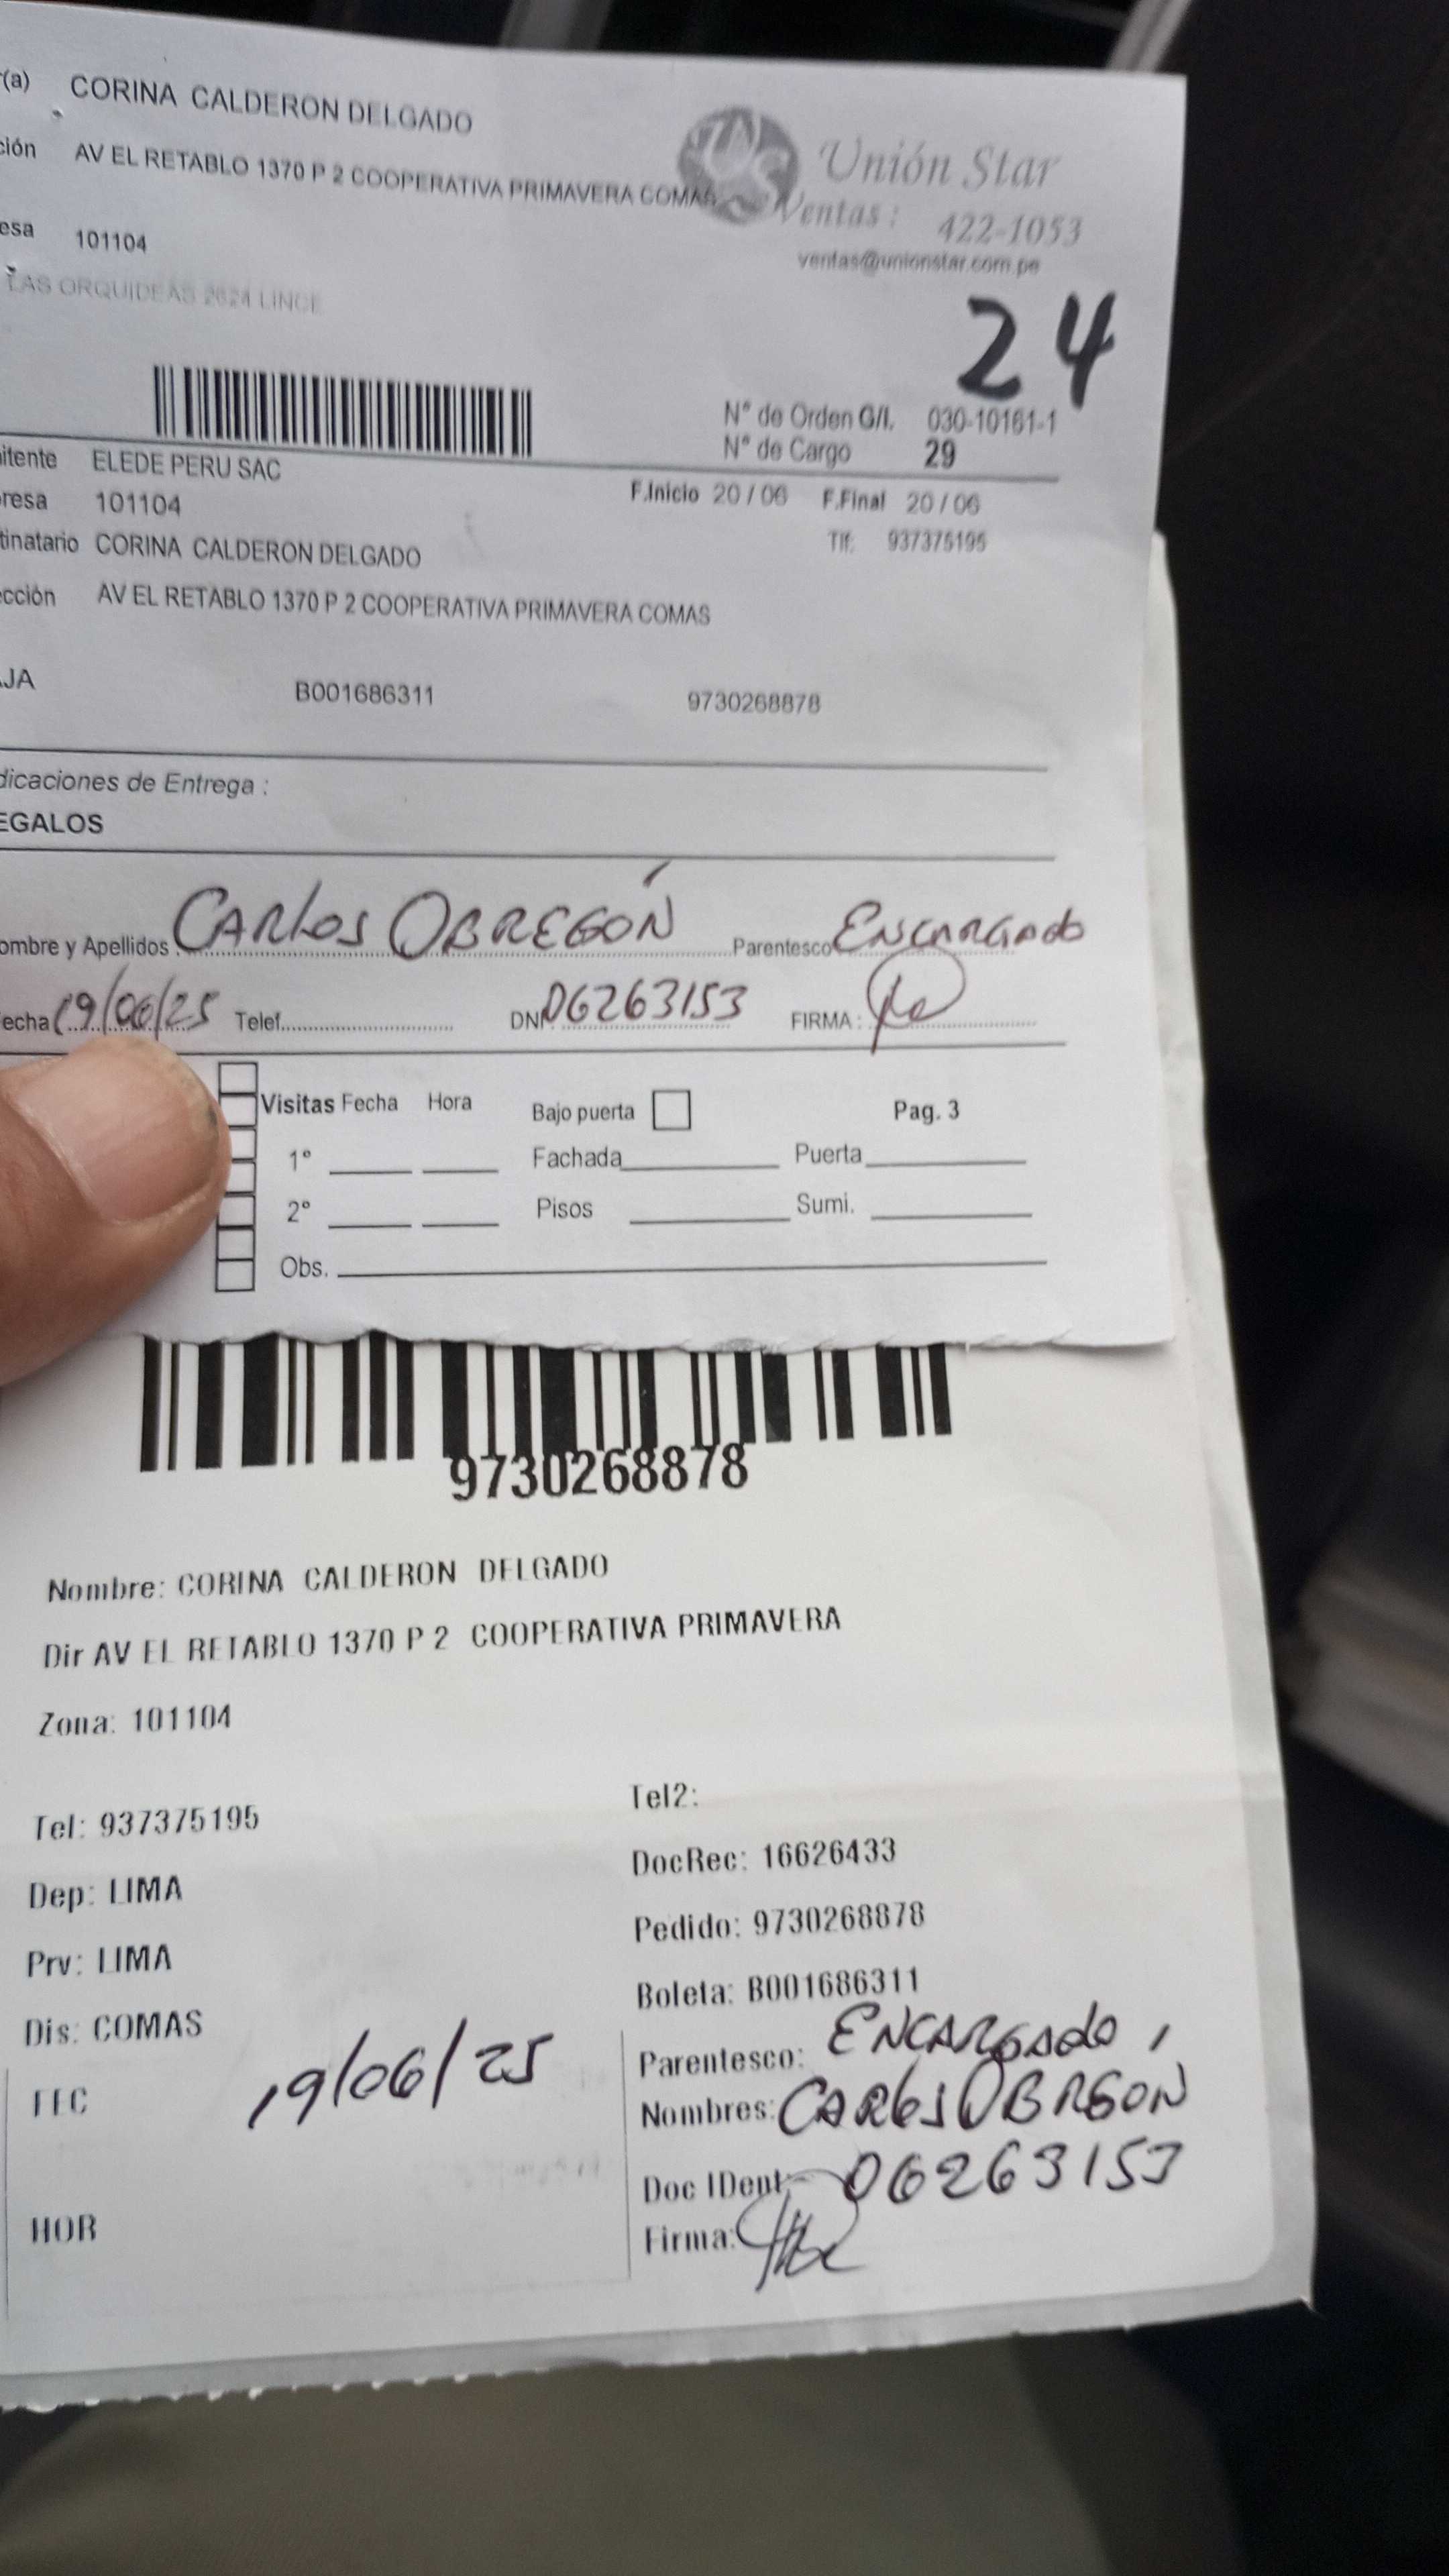 r(a) CORINA CALDERON DELGADO
ción AV EL RETABLO 1370 P 2 COOPERATIVA PRIMAVERA COMAS
Unión Star
Ventas : 422-1053
ventas@unionstar.com.pe
esa 101104
LAS ORQUIDEAS 2624 LINCE
24
N° de Orden G/I. 030-10161-1
N° de Cargo 29
itente ELEDE PERU SAC
resa 101104
F.Inicio 20 / 06 F.Final 20 / 06
tinatario CORINA CALDERON DELGADO
Tlf: 937375195
cción AV EL RETABLO 1370 P 2 COOPERATIVA PRIMAVERA COMAS
JA B001686311 9730268878
dicaciones de Entrega :
EGALOS
ombre y Apellidos CARLOS OBREGÓN Parentesco ENCARGADO
echa 19/06/25 Telef. DNI 06263153 FIRMA :
Visitas Fecha Hora Bajo puerta Pag. 3
1° Fachada Puerta
2° Pisos Sumi.
Obs.
9730268878
Nombre: CORINA CALDERON DELGADO
Dir AV EL RETABLO 1370 P 2 COOPERATIVA PRIMAVERA
Zona: 101104
Tel: 937375195 Tel2:
Dep: LIMA DocRec: 16626433
Prv: LIMA Pedido: 9730268878
Dis: COMAS Boleta: B001686311
FEC 19/06/25 Parentesco: ENCARGADO
Nombres: CARLOS OBREGON
Doc IDent: 06263153
HOR Firma: